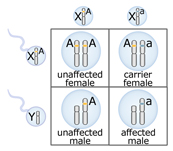 X A
X a
X A
A A
unaffected
female
A a
carrier
female
Y
A
unaffected
male
a
affected
male